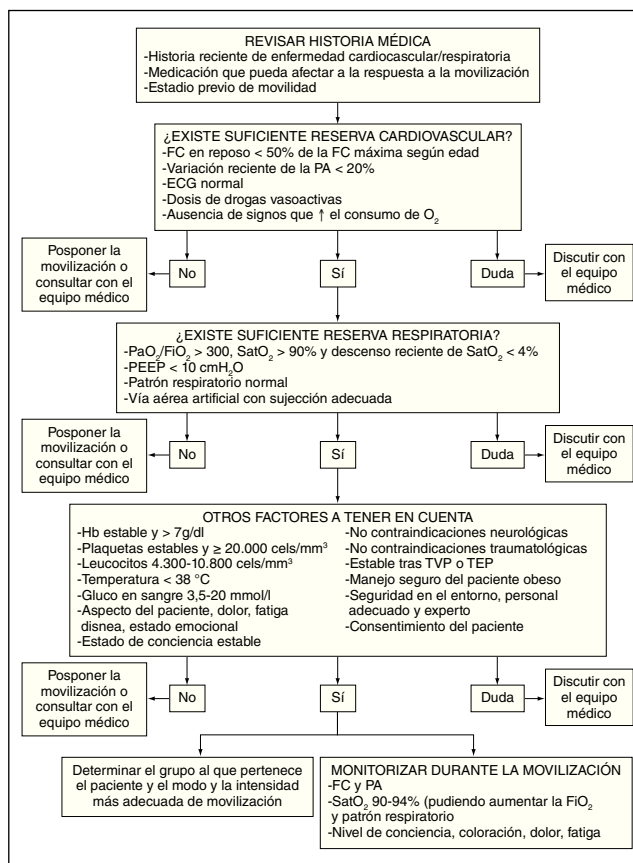 REVISAR HISTORIA MÉDICA
-Historia reciente de enfermedad cardiocascular/respiratoria
-Medicación que pueda afectar a la respuesta a la movilización
-Estadio previo de movilidad
¿EXISTE SUFICIENTE RESERVA CARDIOVASCULAR?
-FC en reposo < 50% de la FC máxima según edad
-Variación reciente de la PA < 20%
-ECG normal
-Dosis de drogas vasoactivas
-Ausencia de signos que ↑ el consumo de O₂
Posponer la
movilización o
consultar con el
equipo médico
No
Sí
Duda
Discutir con
el equipo
médico
¿EXISTE SUFICIENTE RESERVA RESPIRATORIA?
-PaO₂/FiO₂ > 300, SatO₂ > 90% y descenso reciente de SatO₂ < 4%
-PEEP < 10 cmH₂O
-Patrón respiratorio normal
-Vía aérea artificial con sujección adecuada
Posponer la
movilización o
consultar con el
equipo médico
No
Sí
Duda
Discutir con
el equipo
médico
OTROS FACTORES A TENER EN CUENTA
-Hb estable y > 7g/dl
-Plaquetas estables y ≥ 20.000 cels/mm³
-Leucocitos 4.300-10.800 cels/mm³
-Temperatura < 38 °C
-Gluco en sangre 3,5-20 mmol/l
-Aspecto del paciente, dolor, fatiga
disnea, estado emocional
-Estado de conciencia estable
-No contraindicaciones neurológicas
-No contraindicaciones traumatológicas
-Estable tras TVP o TEP
-Manejo seguro del paciente obeso
-Seguridad en el entorno, personal
adecuado y experto
-Consentimiento del paciente
Posponer la
movilización o
consultar con el
equipo médico
No
Sí
Duda
Discutir con
el equipo
médico
Determinar el grupo al que pertenece
el paciente y el modo y la intensidad
más adecuada de movilización
MONITORIZAR DURANTE LA MOVILIZACIÓN
-FC y PA
-SatO₂ 90-94% (pudiendo aumentar la FiO₂
y patrón respiratorio
-Nivel de conciencia, coloración, dolor, fatiga